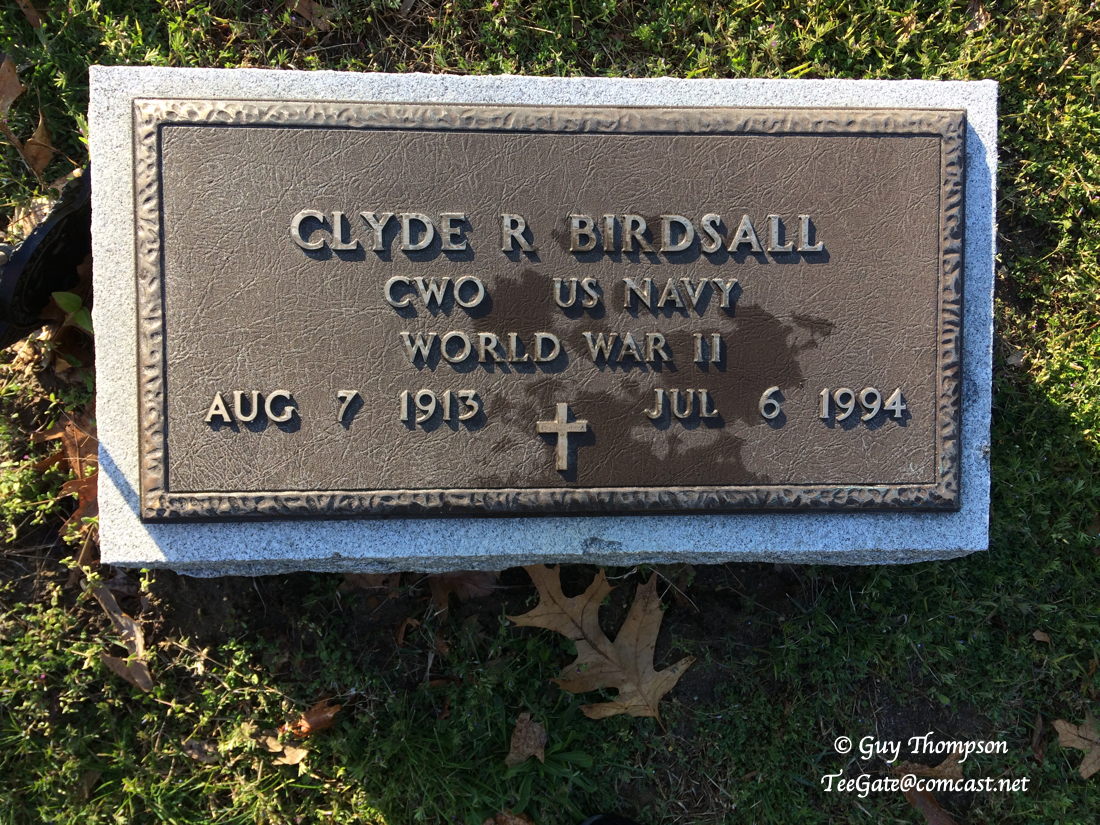 CLYDE R BIRDSALL
CWO US NAVY
WORLD WAR II
AUG 7 1913 JUL 6 1994
© Guy Thompson
TeeGate@comcast.net